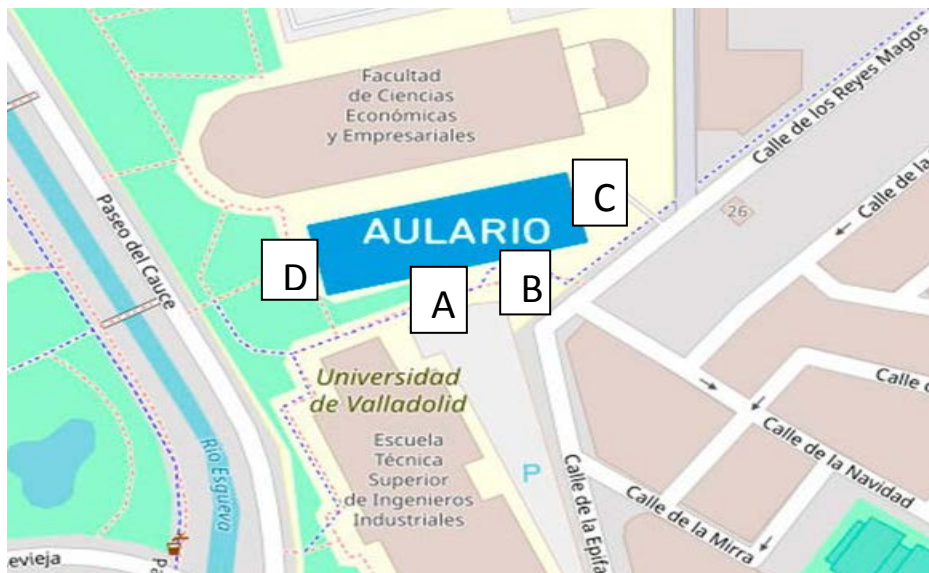 Facultad
de Ciencias
Económicas
y Empresariales
Calle de los Reyes Magos
Calle de la
26
C
AULARIO
D
A
B
Paseo del Cauce
Universidad
de Valladolid
Escuela
Técnica
Superior
de Ingenieros
Industriales
P
Río Esgueva
Calle de la Epifa
Calle de la Mirra
Calle de la Navidad
Calle d
evieja
Pa